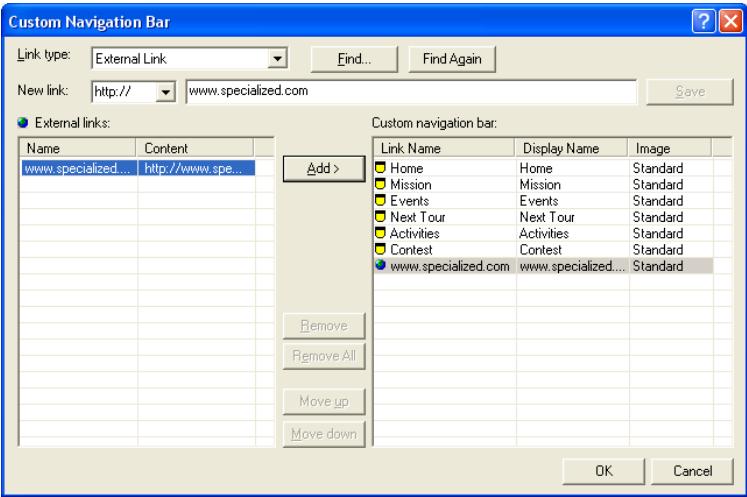 Custom Navigation Bar
Link type: External Link Find... Find Again
New link: http:// www.specialized.com Save
External links: Custom navigation bar:
Name Content Link Name Display Name Image
www.specialized.... http://www.spe... Add > Home Home Standard
Mission Mission Standard
Events Events Standard
Next Tour Next Tour Standard
Activities Activities Standard
Contest Contest Standard
www.specialized.com www.specialized.... Standard
Remove
Remove All
Move up
Move down
OK Cancel